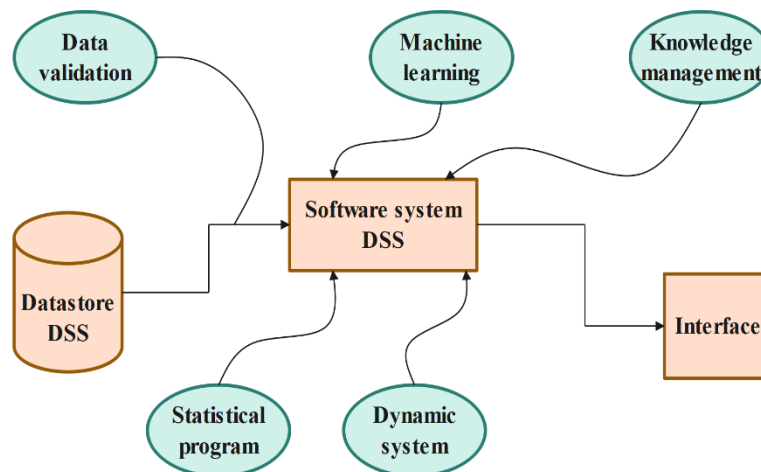 Data
validation
Machine
learning
Knowledge
management
Software system
DSS
Datastore
DSS
Interface
Statistical
program
Dynamic
system